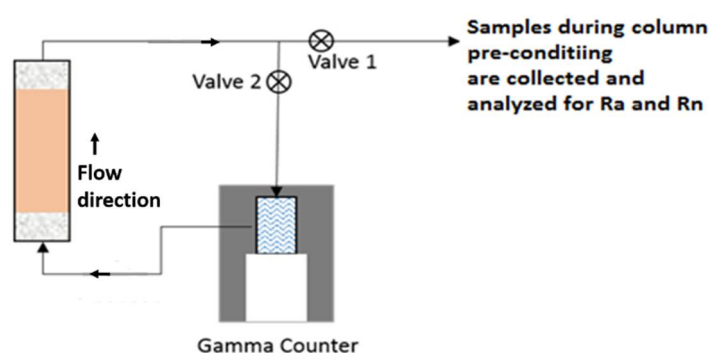 Samples during column
pre-conditiing
are collected and
analyzed for Ra and Rn
Valve 1
Valve 2
Flow
direction
Gamma Counter